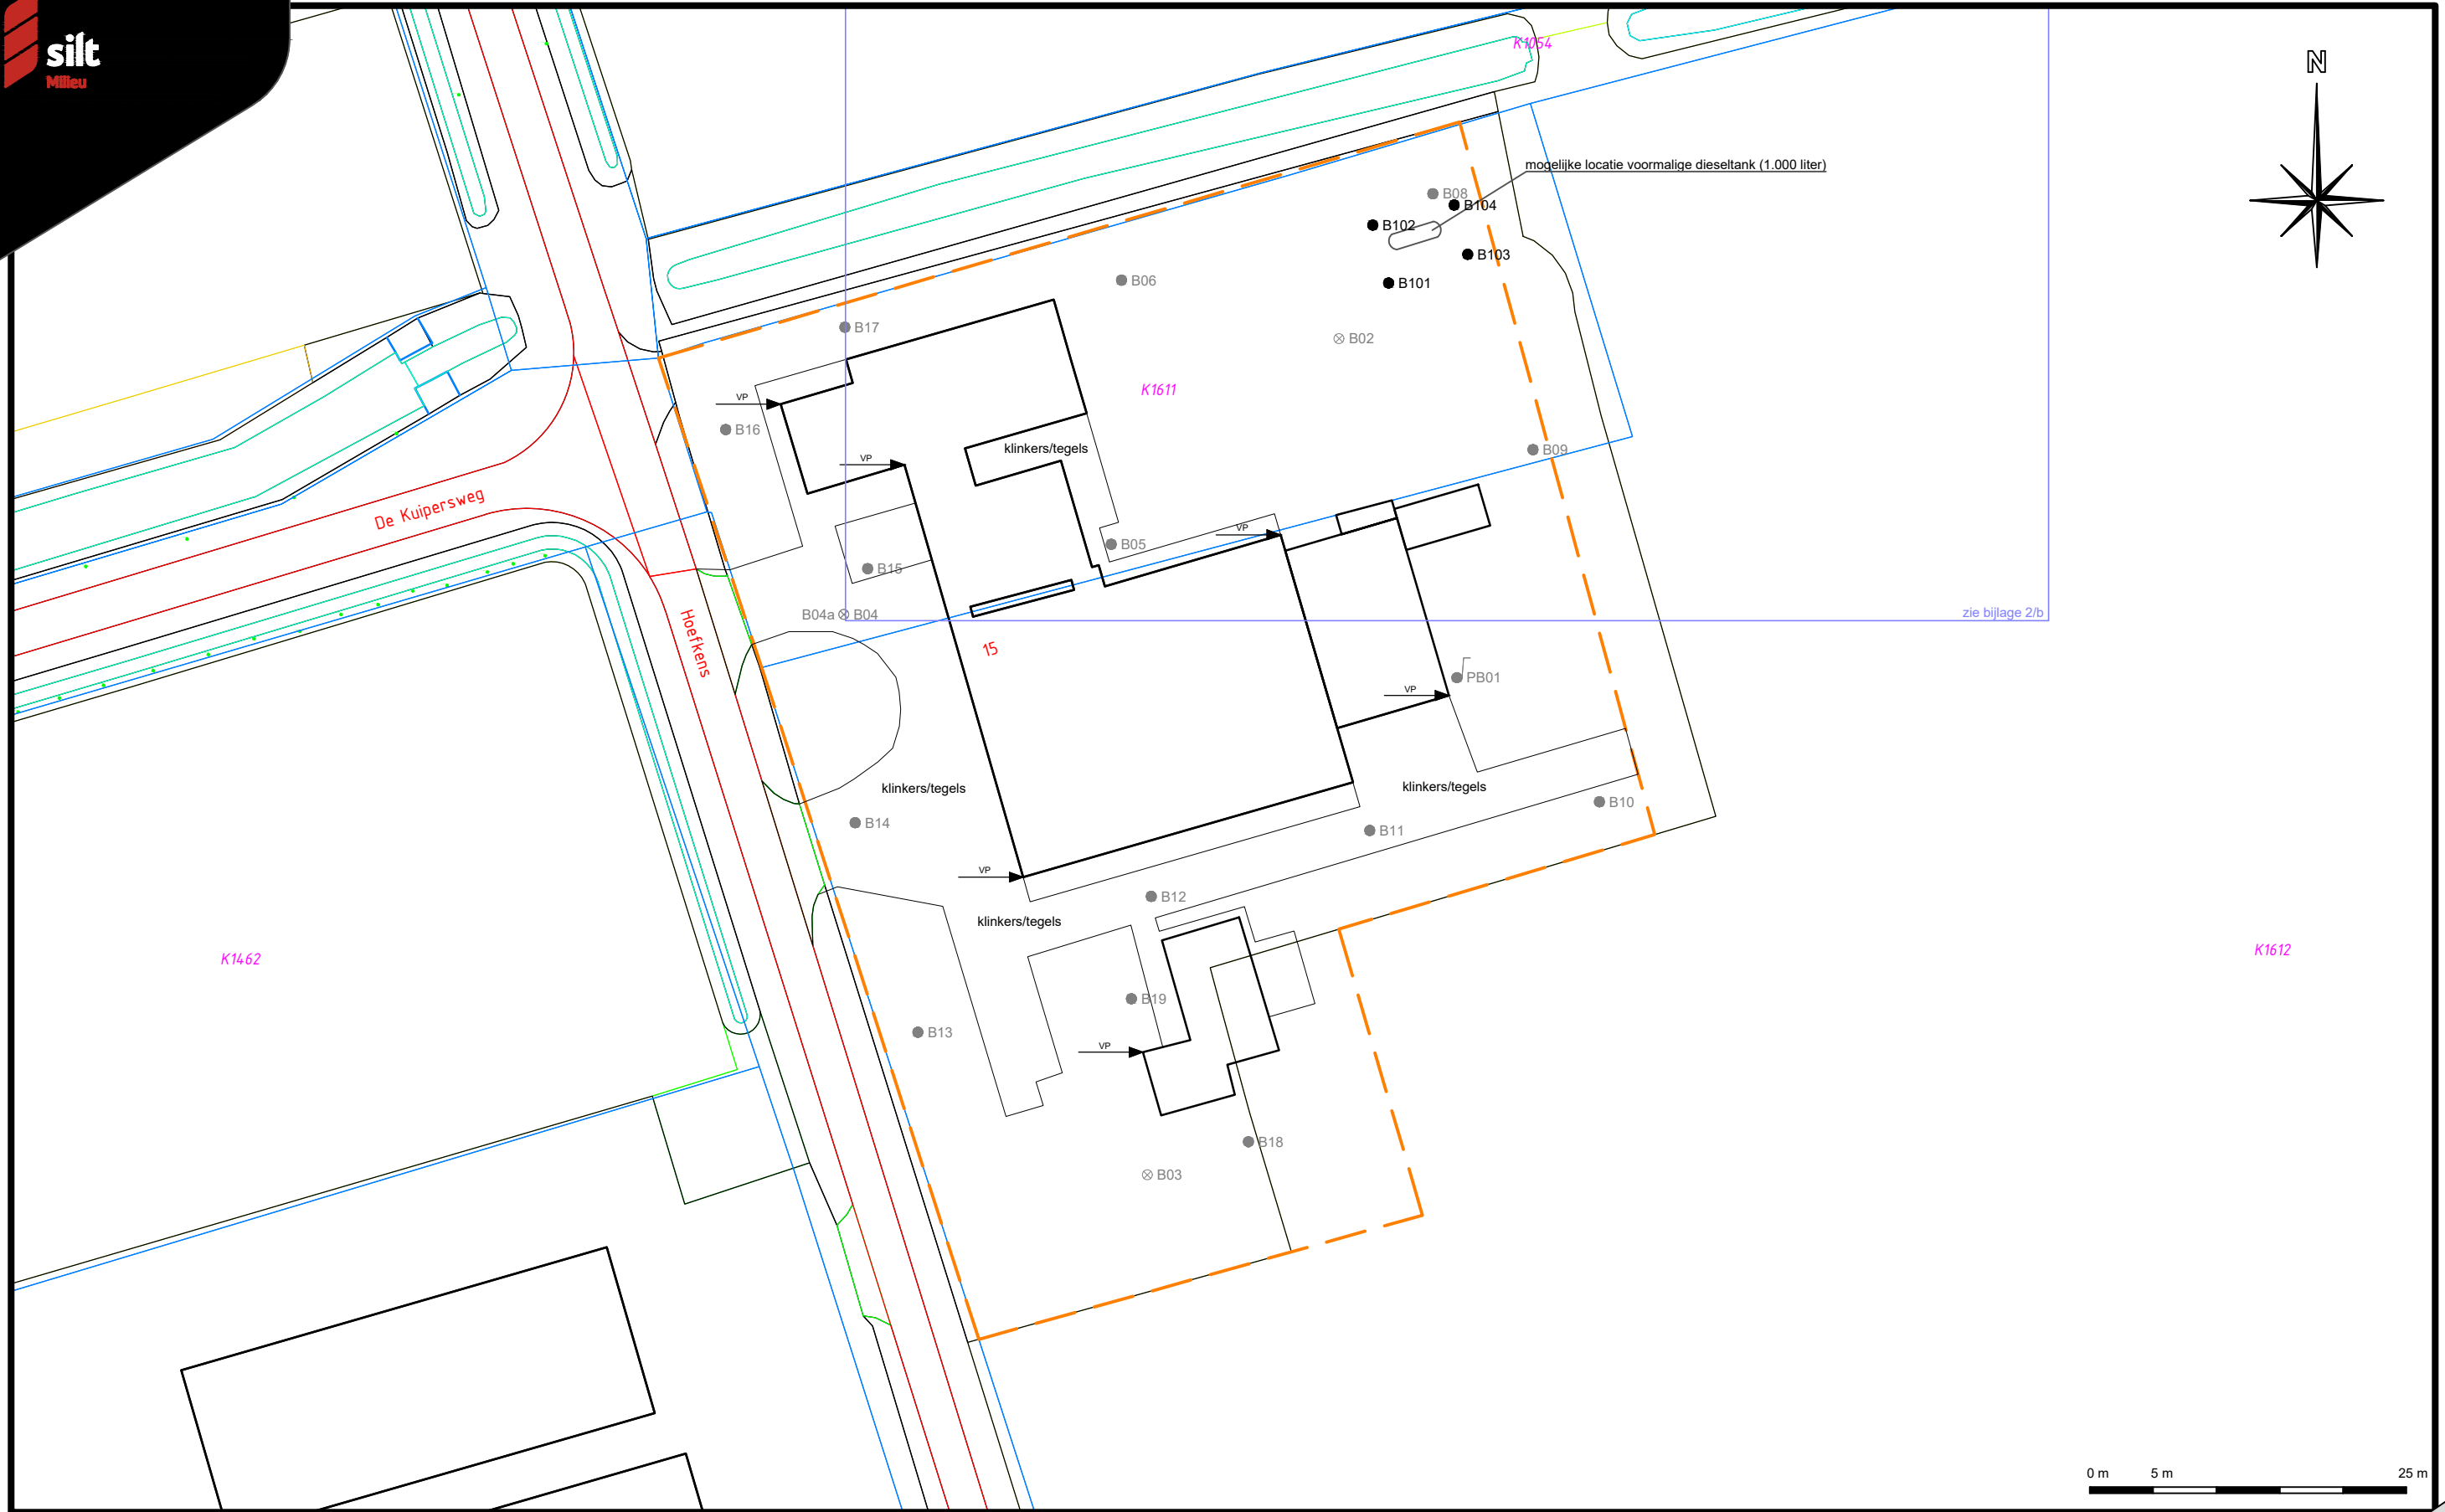 silt
Milieu
K1054
N
mogelijke locatie voormalige dieseltank (1.000 liter)
B08
B104
B102
B103
B101
B06
B17
B02
K1611
VP
B16
klinkers/tegels
VP
B09
De Kuipersweg
VP
B05
B15
B04a B04
zie bijlage 2/b
Hoefkens
15
PB01
VP
klinkers/tegels
klinkers/tegels
B10
B14
B11
VP
B12
klinkers/tegels
K1462
K1612
B19
B13
VP
B18
B03
0 m 5 m 25 m